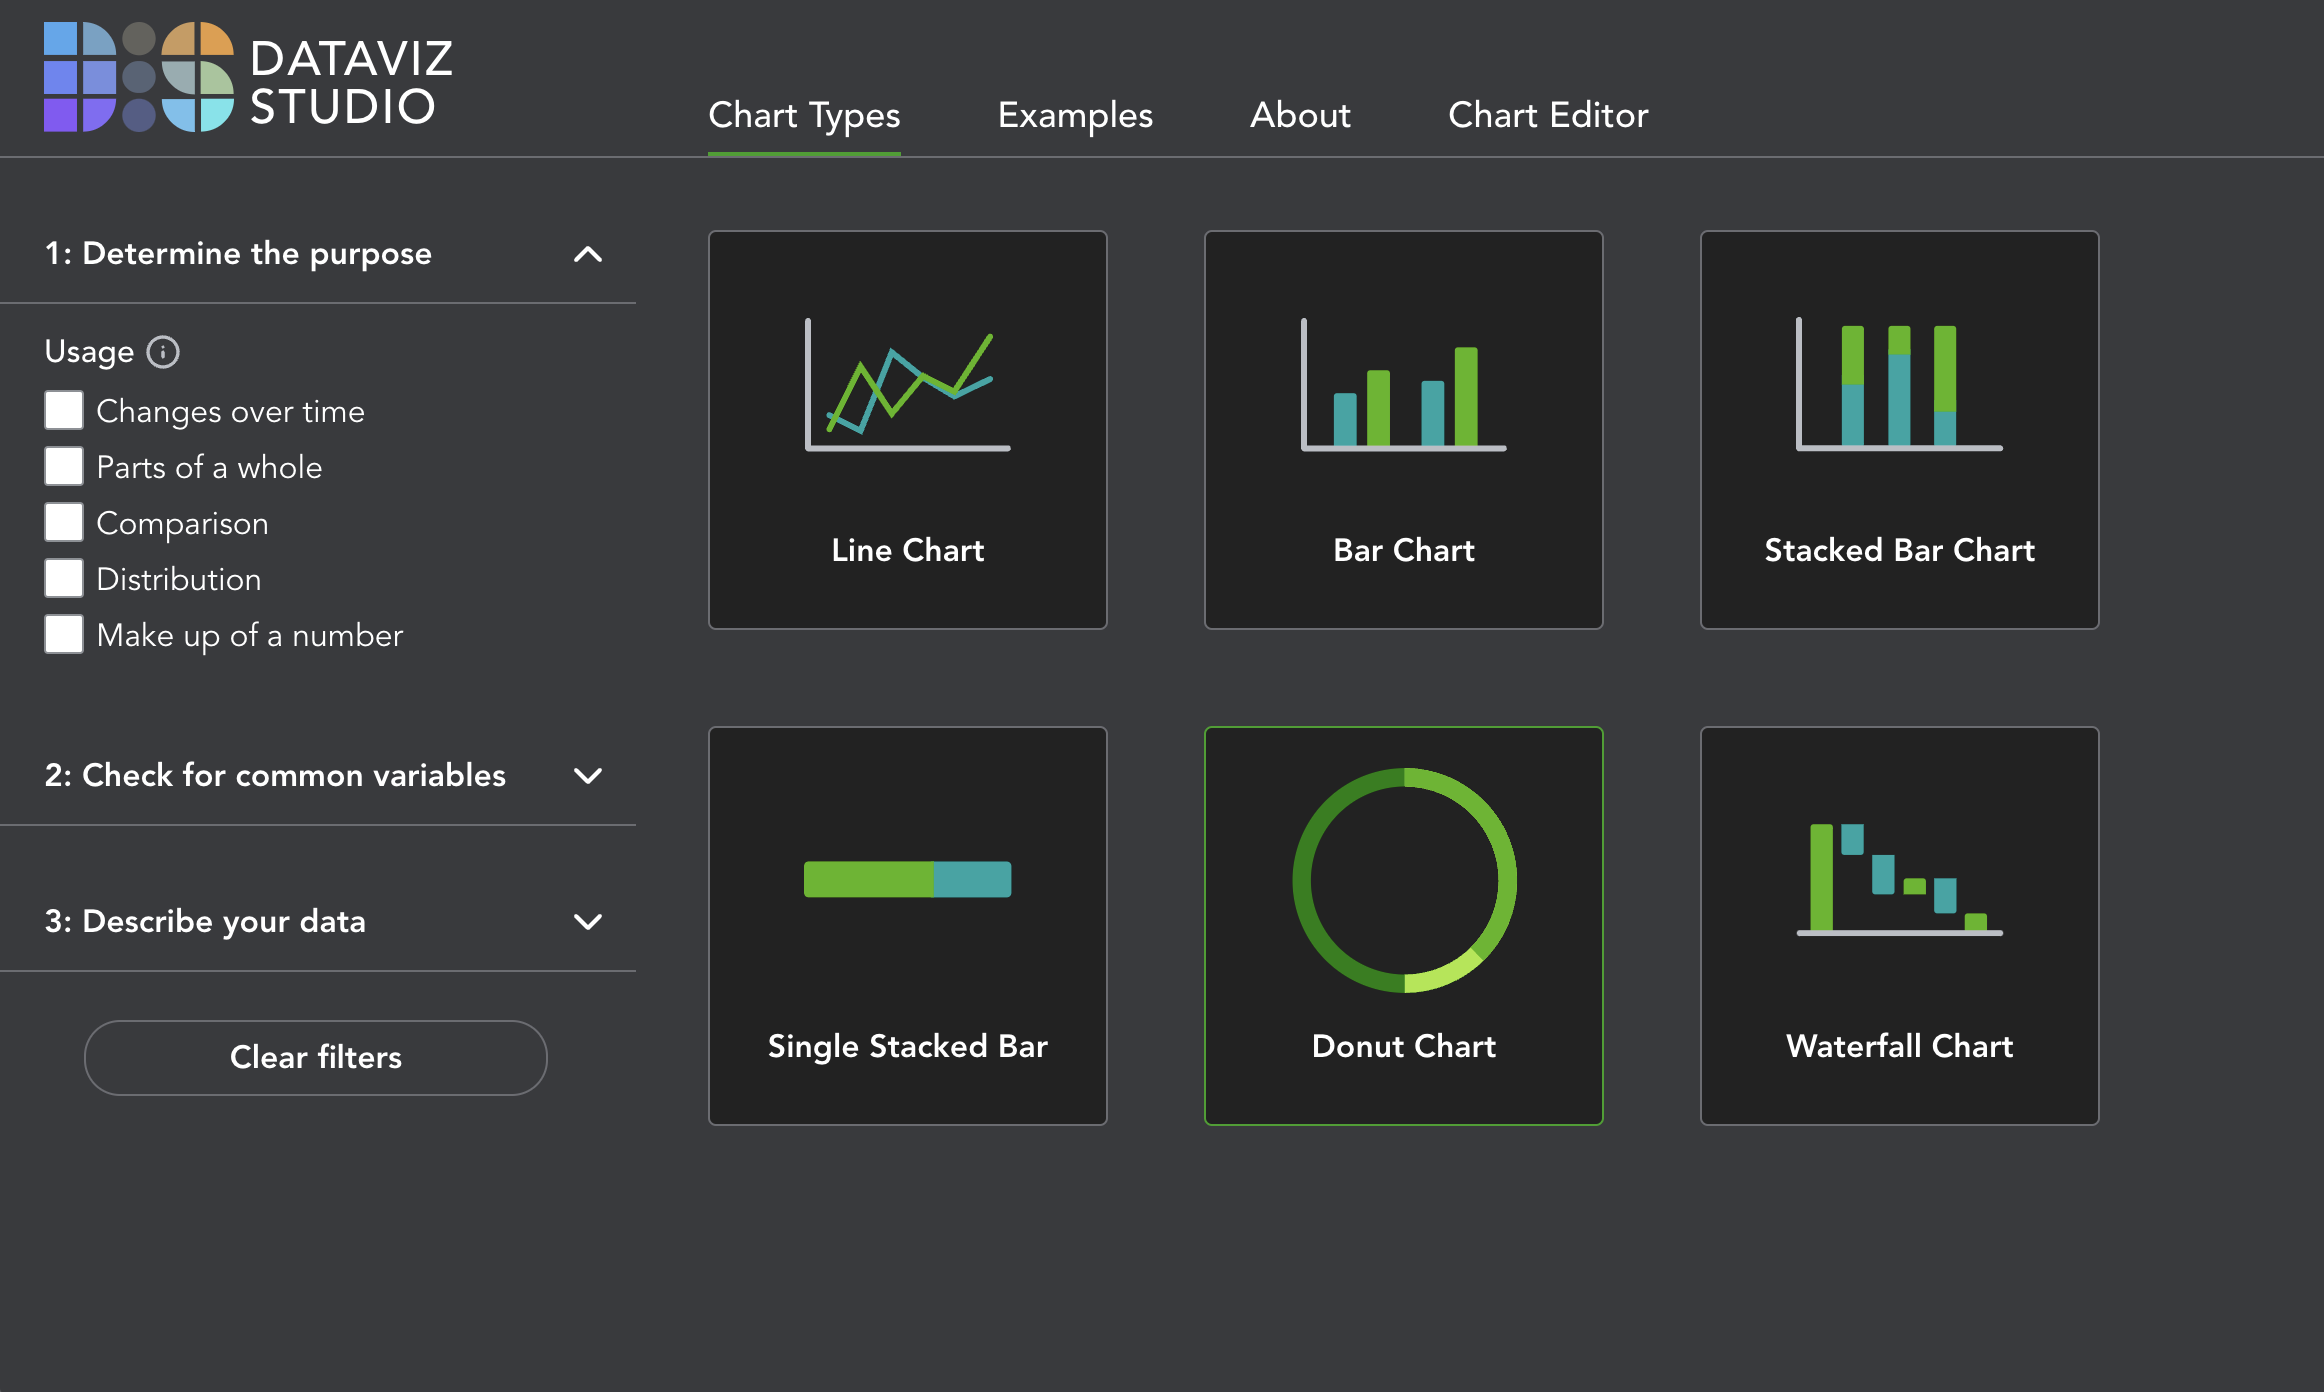 DATAVIZ
STUDIO
Chart Types
Examples
About
Chart Editor
1: Determine the purpose
Usage
Changes over time
Parts of a whole
Comparison
Distribution
Make up of a number
2: Check for common variables
3: Describe your data
Clear filters
Line Chart
Bar Chart
Stacked Bar Chart
Single Stacked Bar
Donut Chart
Waterfall Chart